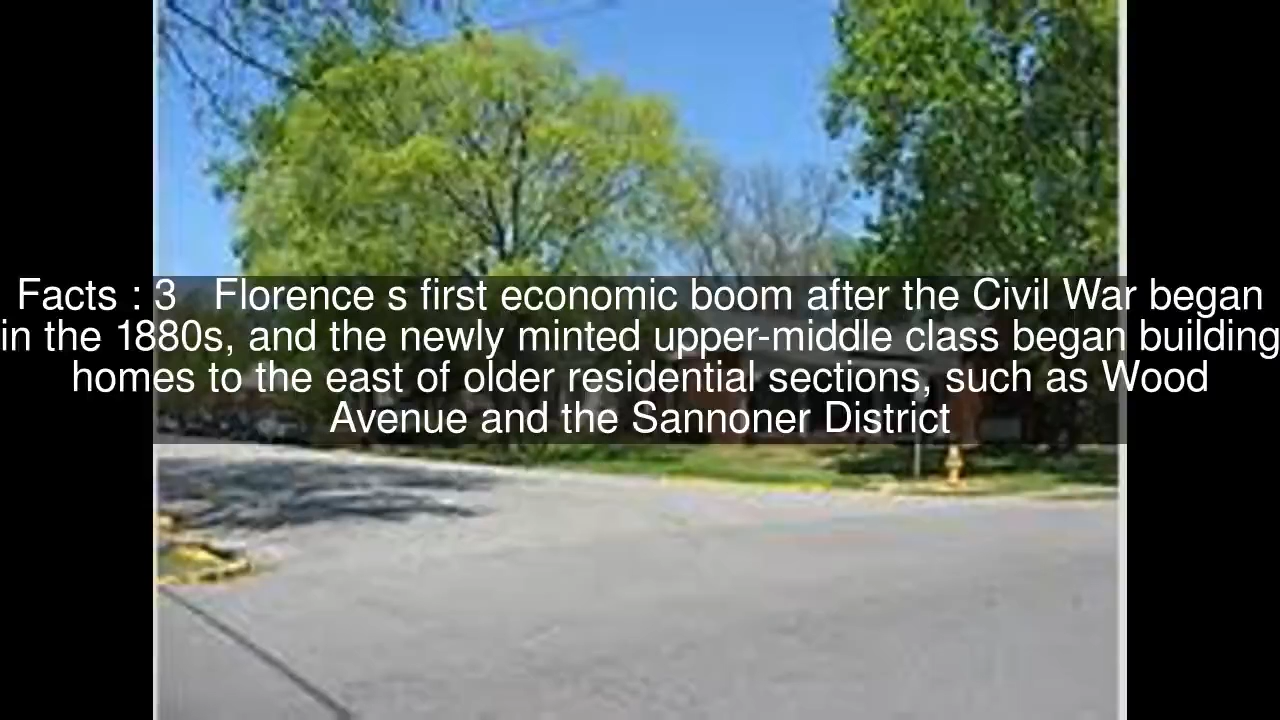 Facts : 3   Florence s first economic boom after the Civil War began
in the 1880s, and the newly minted upper-middle class began building
homes to the east of older residential sections, such as Wood
Avenue and the Sannoner District